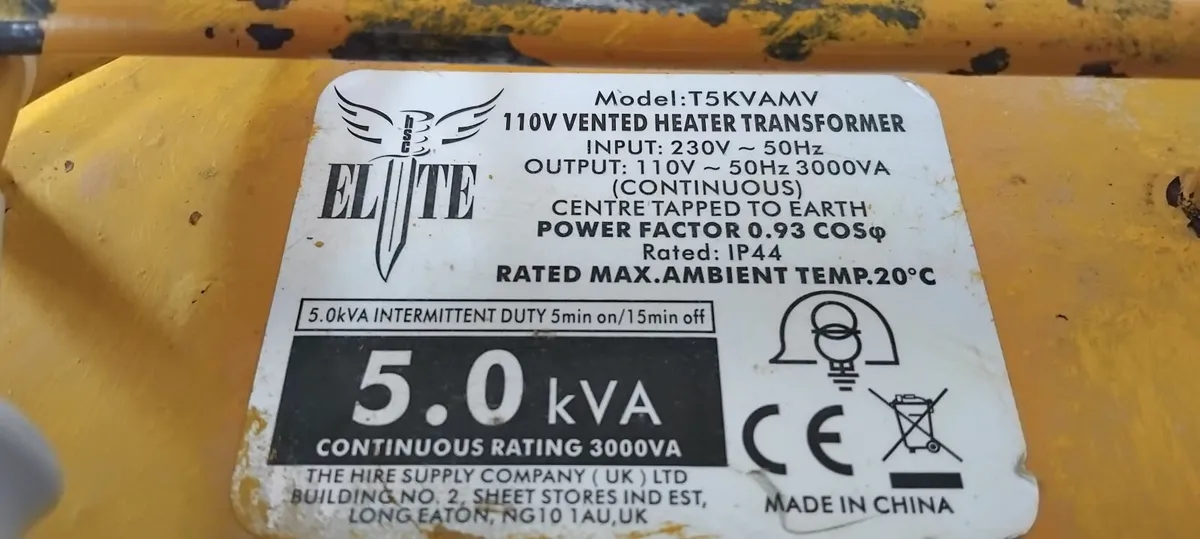 Model:T5KVAMV
110V VENTED HEATER TRANSFORMER
INPUT: 230V ~ 50Hz
OUTPUT: 110V ~ 50Hz 3000VA
(CONTINUOUS)
CENTRE TAPPED TO EARTH
POWER FACTOR 0.93 COSφ
Rated: IP44
RATED MAX.AMBIENT TEMP.20°C
hsc
ELITE
5.0kVA INTERMITTENT DUTY 5min on/15min off
5.0 kVA
CONTINUOUS RATING 3000VA
THE HIRE SUPPLY COMPANY ( UK ) LTD
BUILDING NO. 2, SHEET STORES IND EST,
LONG EATON, NG10 1AU,UK
CE
MADE IN CHINA